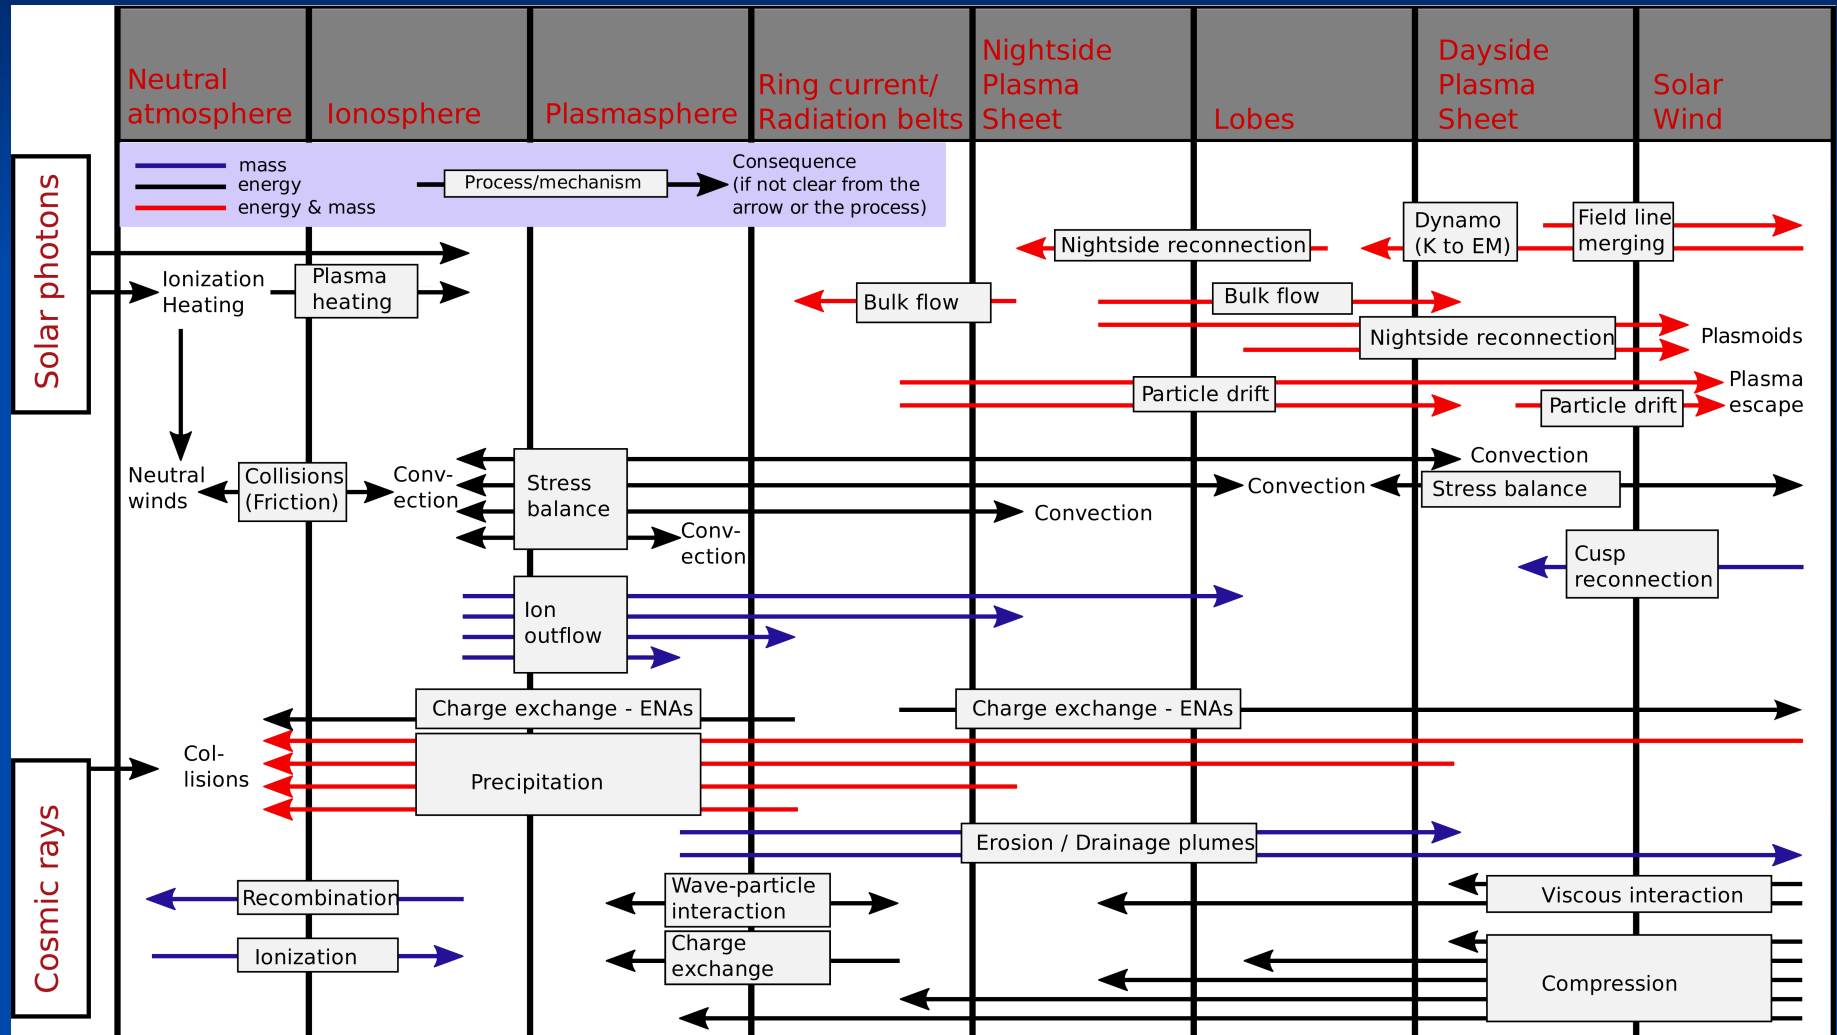 Neutral
atmosphere
Ionosphere
Plasmasphere
Ring current/
Radiation belts
Nightside
Plasma
Sheet
Lobes
Dayside
Plasma
Sheet
Solar
Wind
Solar photons
Cosmic rays
mass
energy
energy & mass
Process/mechanism
Consequence
(if not clear from the
arrow or the process)
Ionization
Heating
Plasma
heating
Nightside reconnection
Dynamo
(K to EM)
Field line
merging
Bulk flow
Bulk flow
Nightside reconnection
Plasmoids
Particle drift
Particle drift
Plasma
escape
Neutral
winds
Collisions
(Friction)
Conv-
ection
Stress
balance
Conv-
ection
Convection
Convection
Convection
Stress balance
Cusp
reconnection
Ion
outflow
Charge exchange - ENAs
Charge exchange - ENAs
Col-
lisions
Precipitation
Erosion / Drainage plumes
Recombination
Wave-particle
interaction
Viscous interaction
Ionization
Charge
exchange
Compression